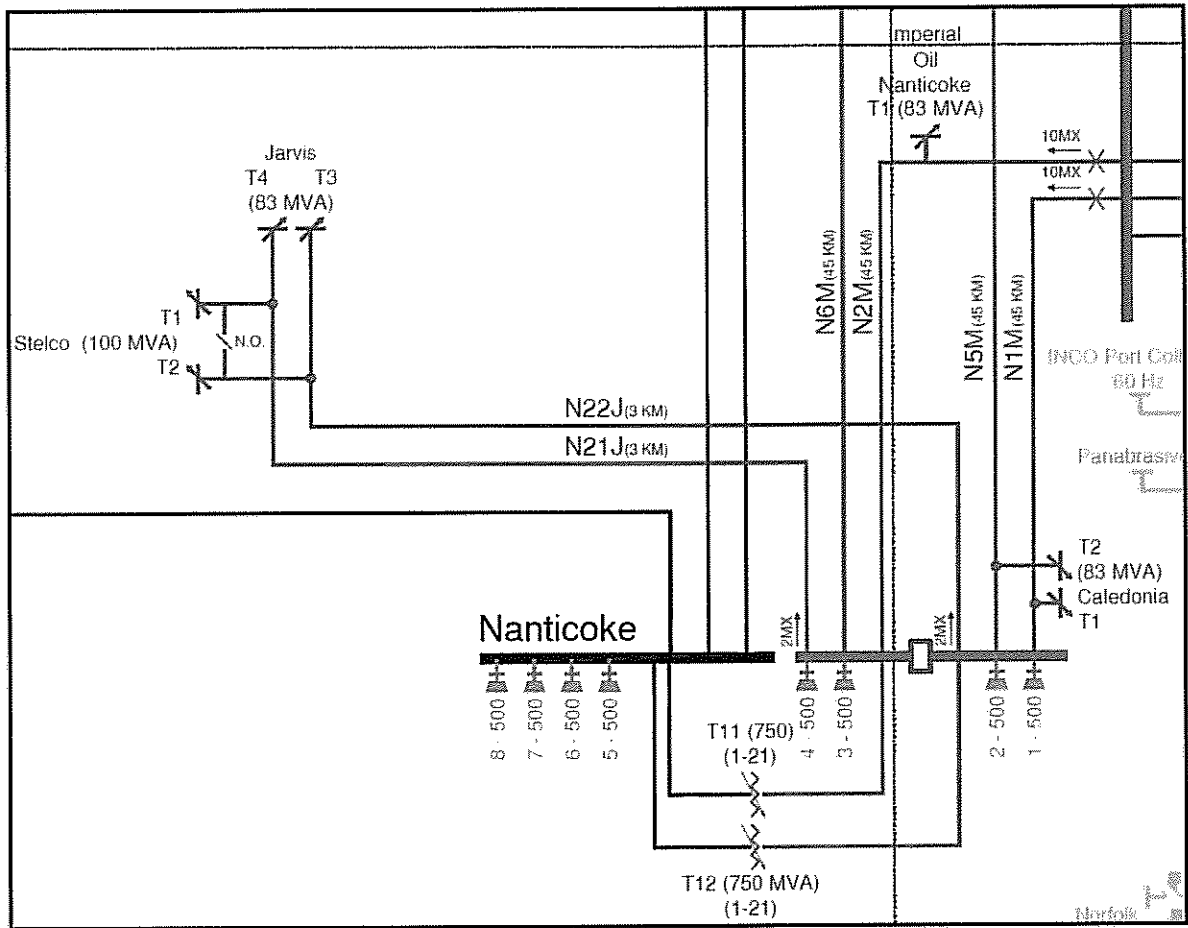 mperial
Oil
Nanticoke
T1 (83 MVA)
10MX
10MX
Jarvis
T4 T3
(83 MVA)
T1
Stelco (100 MVA)
N.O.
T2
N6M (45 KM)
N2M (45 KM)
N5M (45 KM)
N1M (45 KM)
INCO Port Col
60 Hz
N22J (3 KM)
N21J (3 KM)
Panabrasiv
T2
(83 MVA)
Caledonia
T1
Nanticoke
2MX
2MX
8 - 500
7 - 500
6 - 500
5 - 500
4 - 500
3 - 500
2 - 500
1 - 500
T11 (750)
(1-21)
T12 (750 MVA)
(1-21)
Norfolk